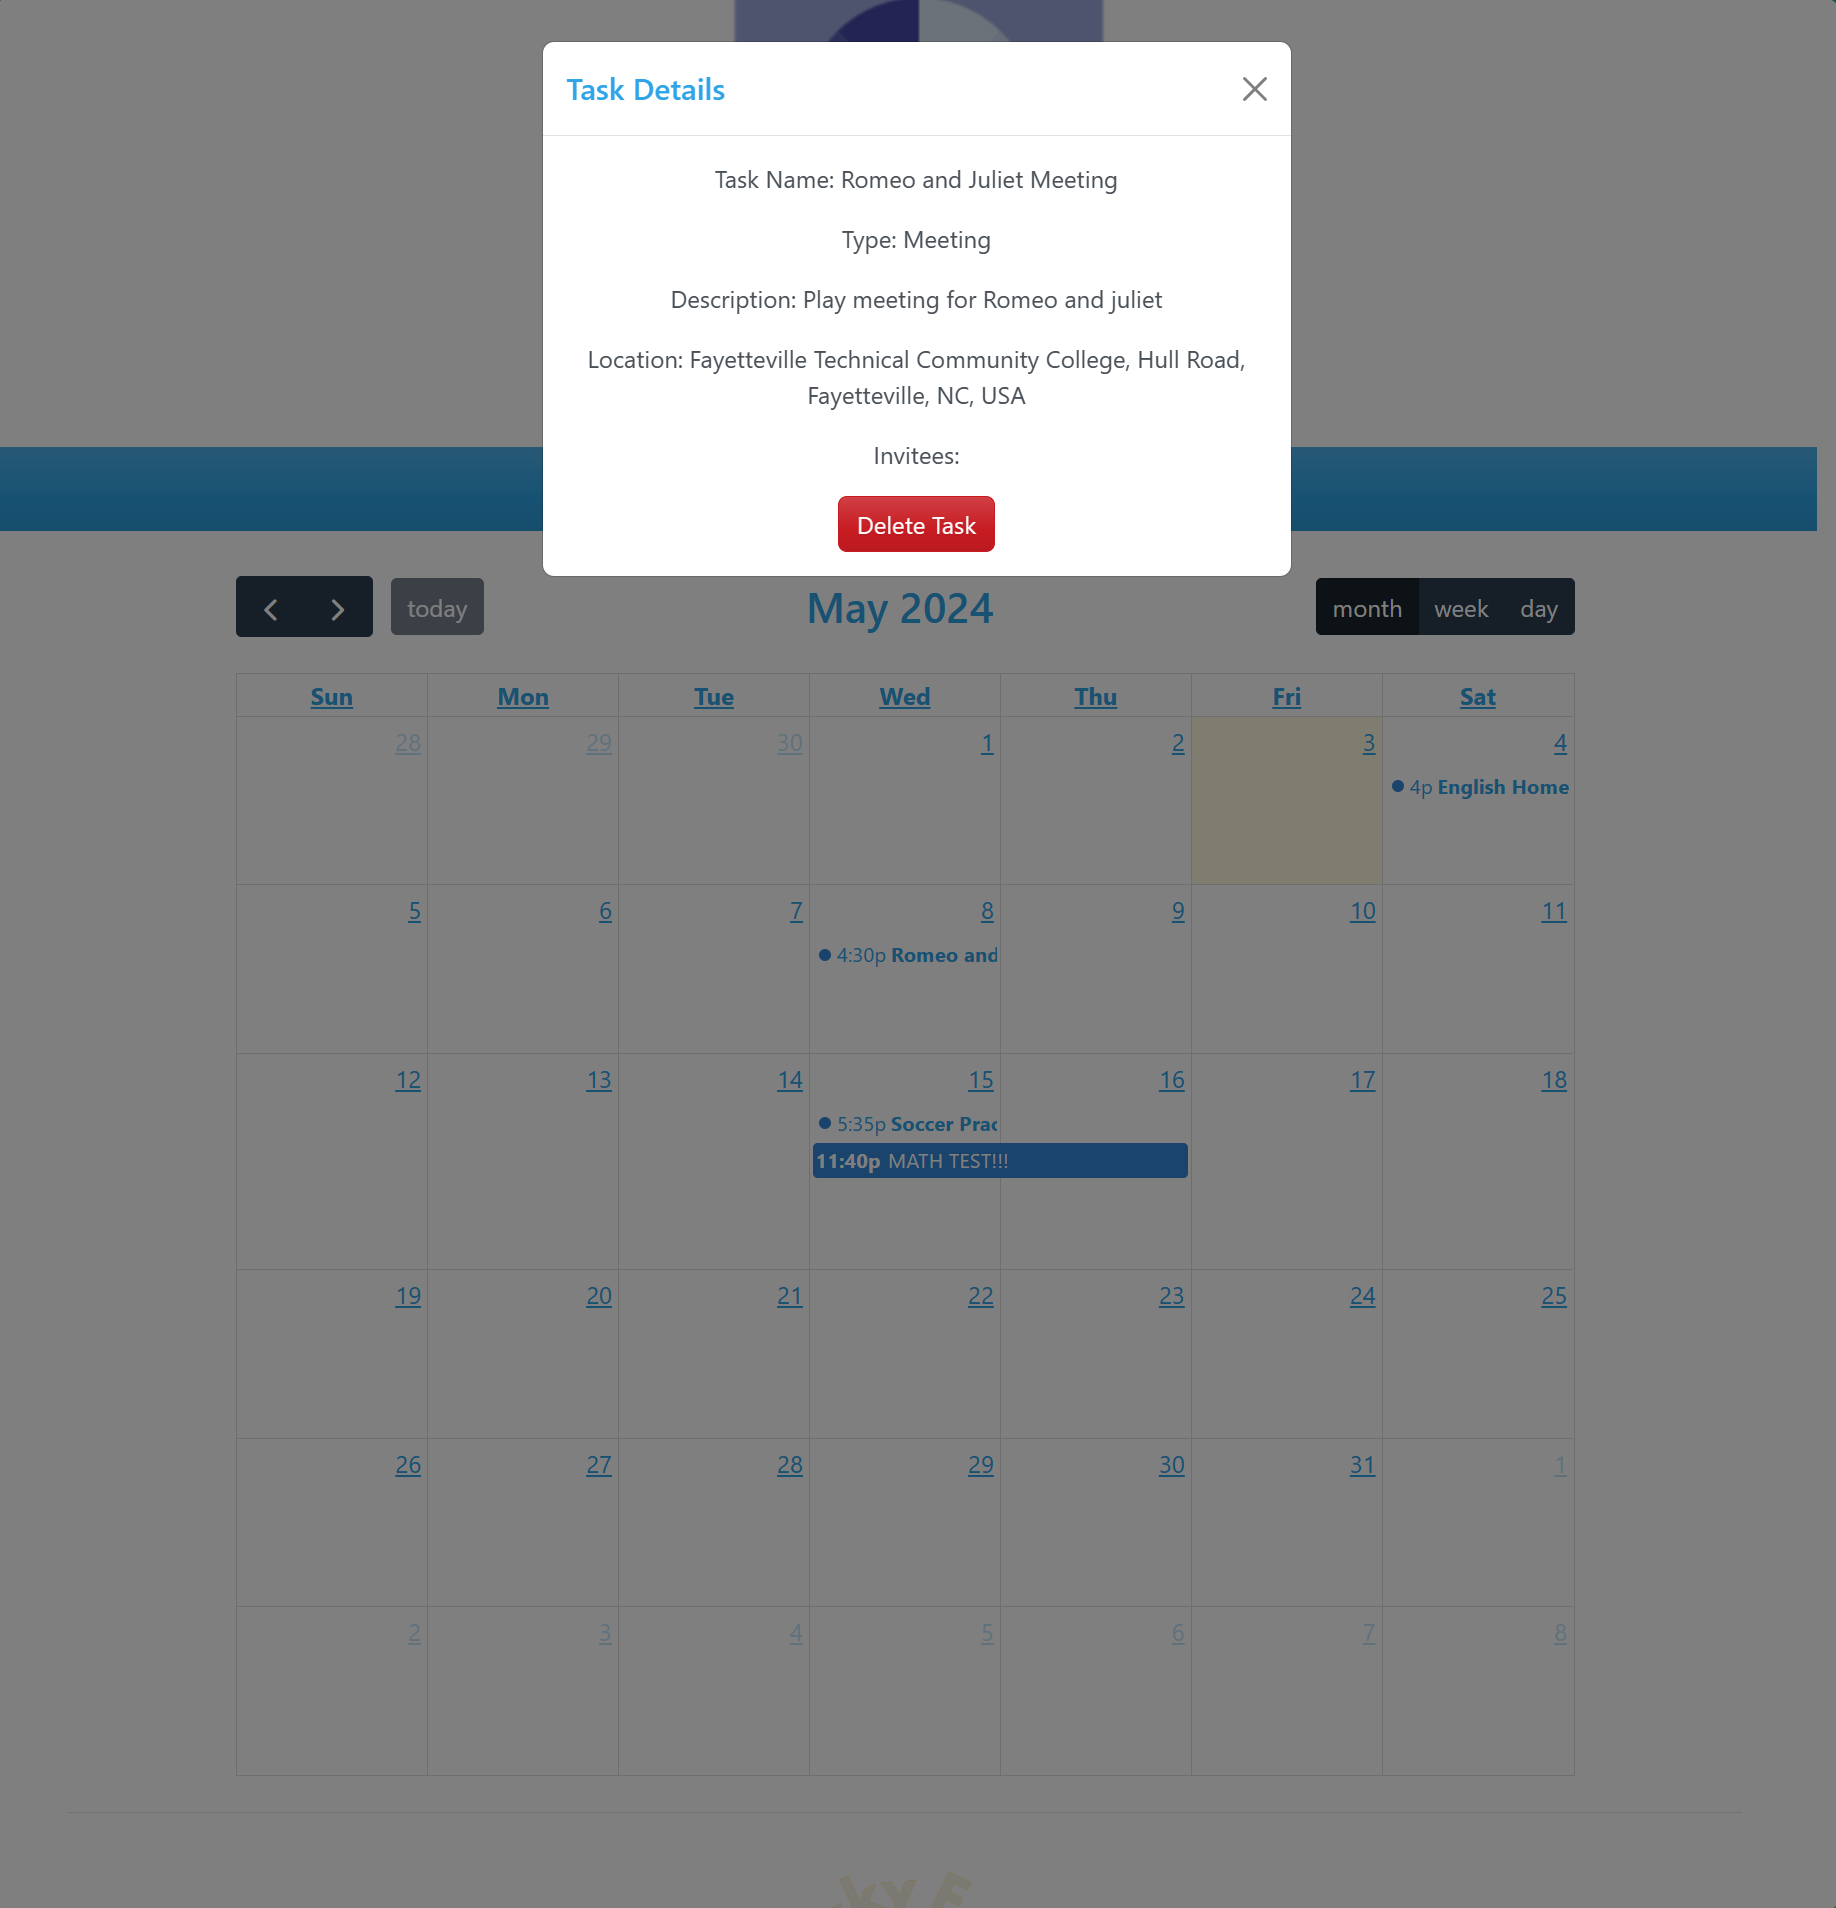 Task Details
Task Name: Romeo and Juliet Meeting
Type: Meeting
Description: Play meeting for Romeo and juliet
Location: Fayetteville Technical Community College, Hull Road,
Fayetteville, NC, USA
Invitees:
Delete Task
today
May 2024
month week day
Sun Mon Tue Wed Thu Fri Sat
28 29 30 1 2 3 4
4p English Home
5 6 7 8 9 10 11
4:30p Romeo and
12 13 14 15 16 17 18
5:35p Soccer Prac
11:40p MATH TEST!!!
19 20 21 22 23 24 25
26 27 28 29 30 31 1
2 3 4 5 6 7 8